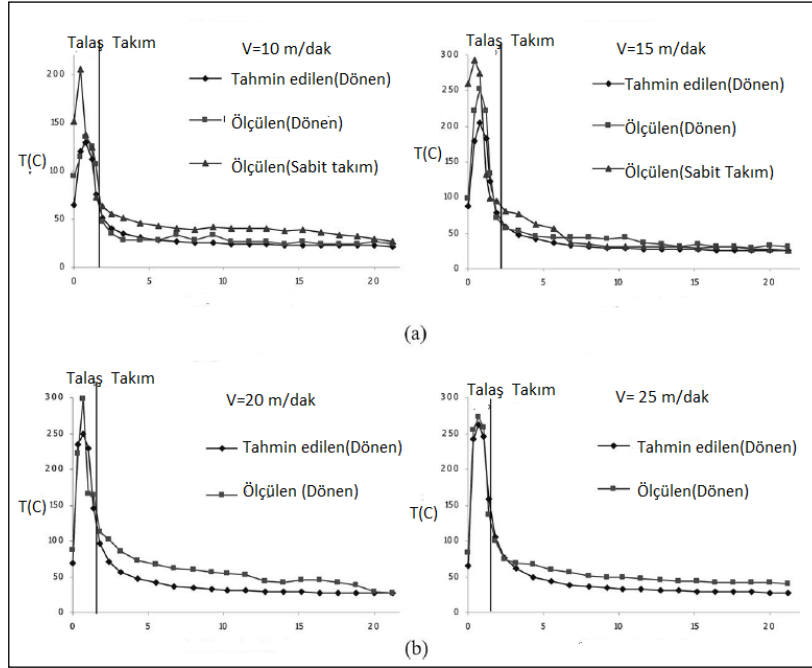 Talaş Takım
V=10 m/dak
200
150
100
50
0
T(C)
Tahmin edilen(Dönen)
Ölçülen(Dönen)
Ölçülen(Sabit takım)
0 5 10 15 20
Talaş Takım
V=15 m/dak
300
250
200
150
100
50
0
T(C)
Tahmin edilen(Dönen)
Ölçülen(Dönen)
Ölçülen(Sabit Takım)
0 5 10 15 20
(a)
Talaş Takım
V=20 m/dak
300
250
200
150
100
50
0
T(C)
Tahmin edilen(Dönen)
Ölçülen (Dönen)
0 5 10 15 20
Talaş Takım
V= 25 m/dak
300
250
200
150
100
50
0
T(C)
Tahmin edilen(Dönen)
Ölçülen(Dönen)
0 5 10 15 20
(b)